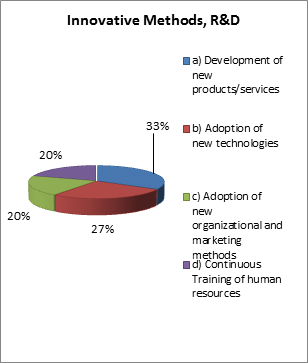 Innovative Methods, R&D
a) Development of
new
products/services
33%
b) Adoption of
new technologies
20%
c) Adoption of
new
organizational and
marketing
methods
20%
27%
d) Continuous
Training of human
resources